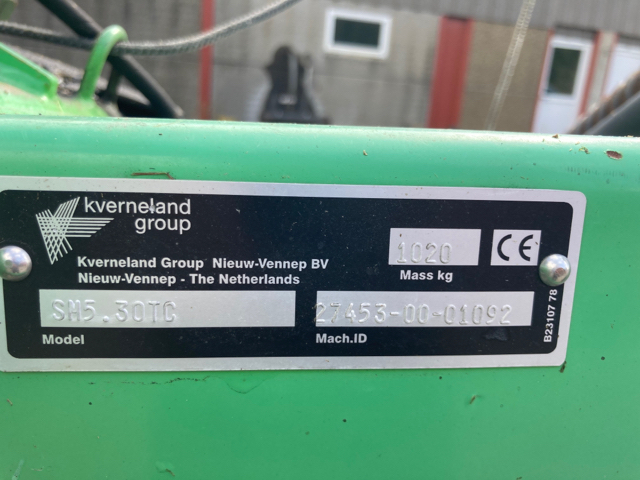 kverneland
group
Kverneland Group Nieuw-Vennep BV
Nieuw-Vennep - The Netherlands
1020
Mass kg
CE
SM5.30TC
Model
27453-00-01092
Mach.ID
B23107 78